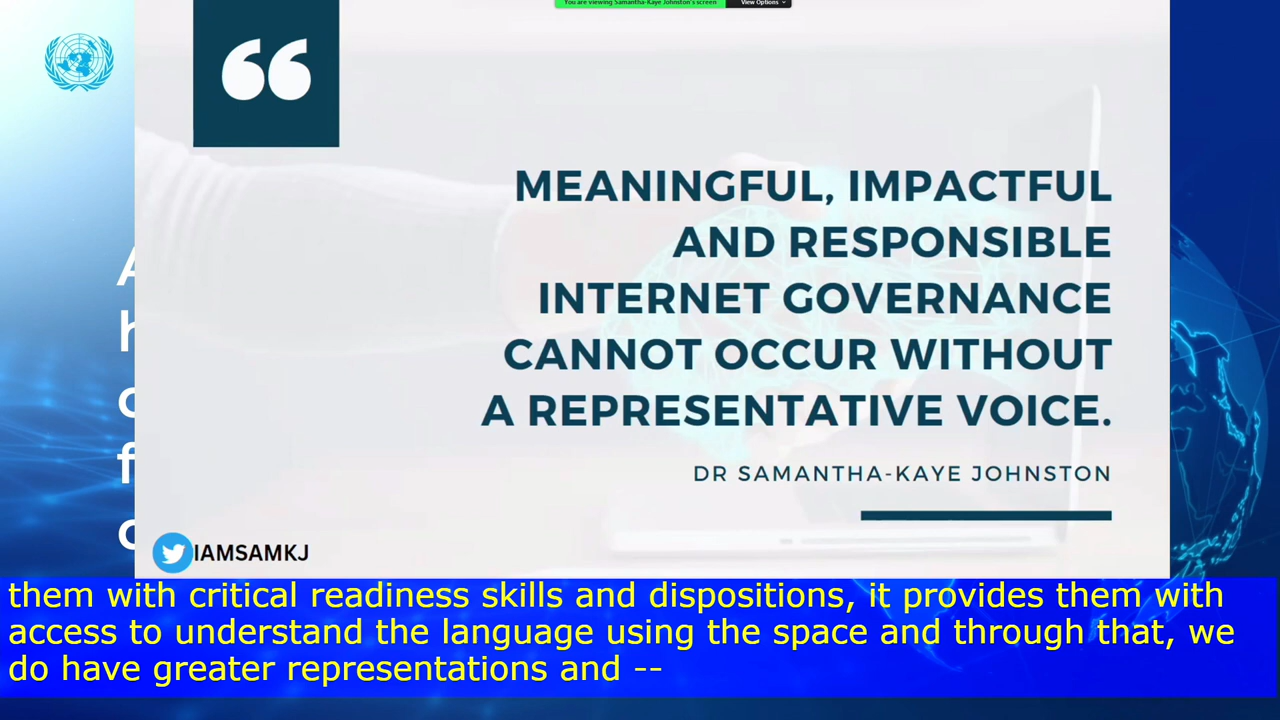 You are viewing Samantha-Kaye Johnston's screen View Options
“
MEANINGFUL, IMPACTFUL
AND RESPONSIBLE
INTERNET GOVERNANCE
CANNOT OCCUR WITHOUT
A REPRESENTATIVE VOICE.
DR SAMANTHA-KAYE JOHNSTON
IAMSAMKJ
them with critical readiness skills and dispositions, it provides them with
access to understand the language using the space and through that, we
do have greater representations and --